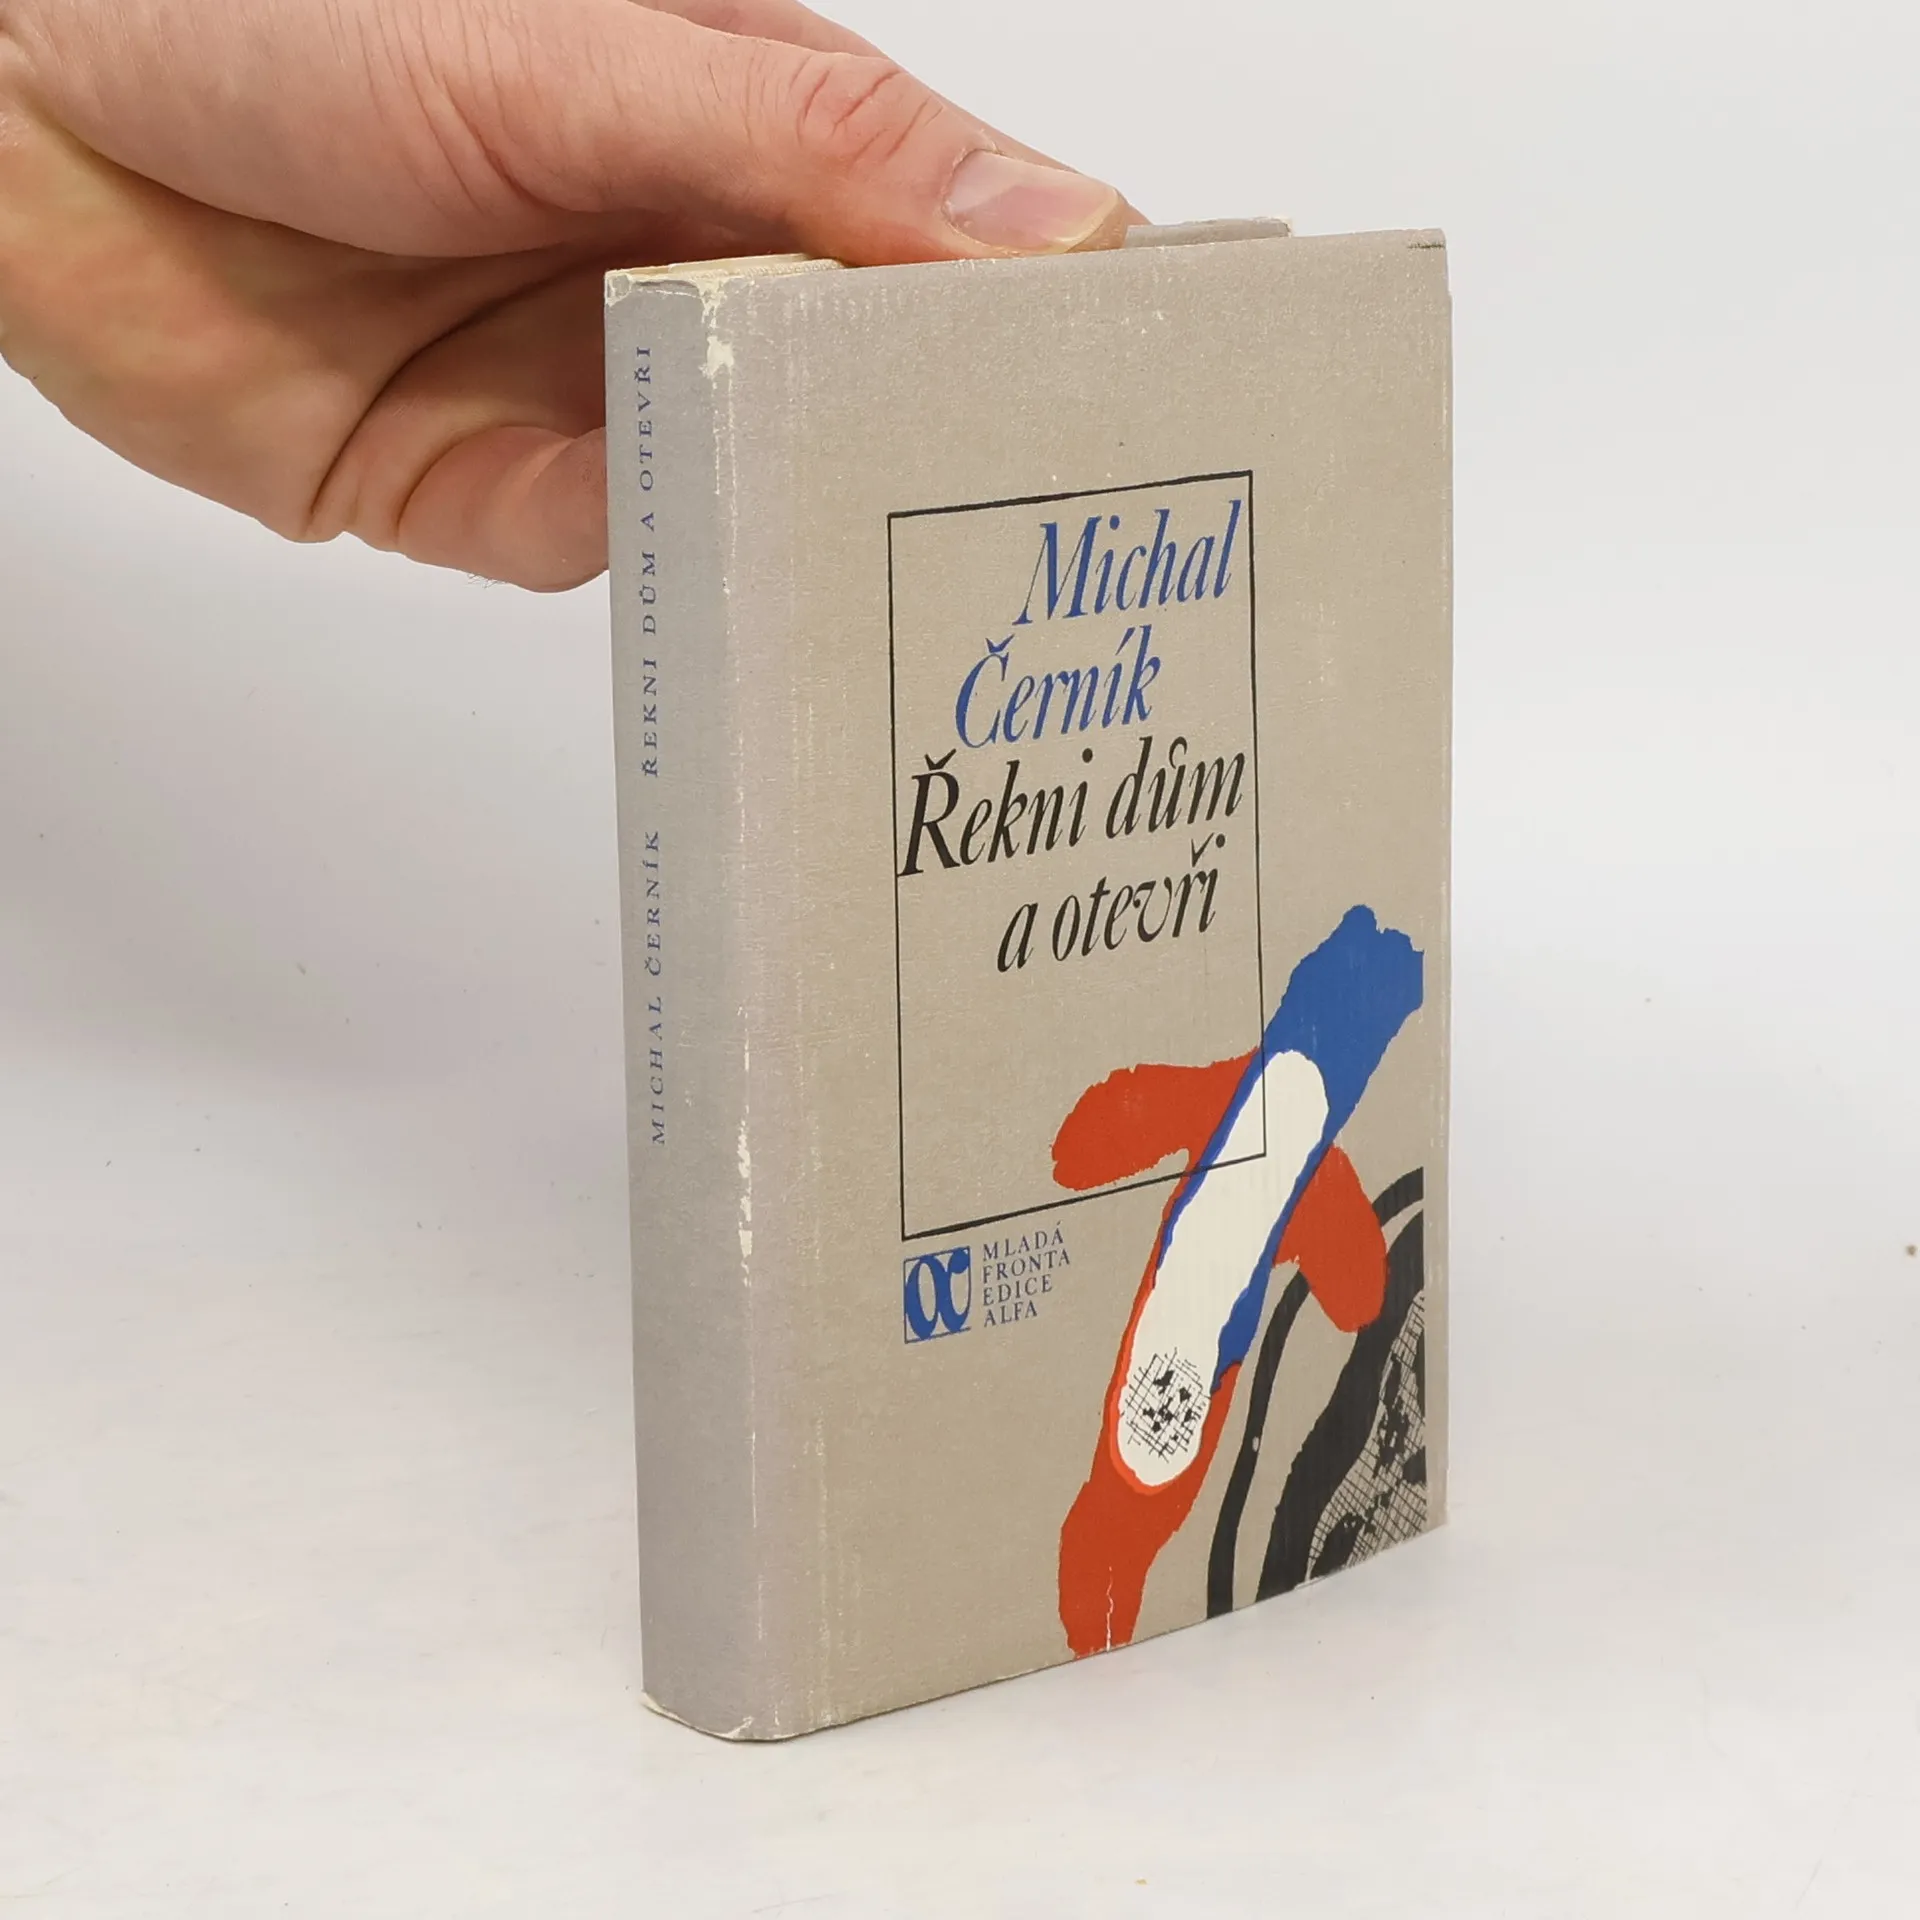 MICHAL ČERNÍK ŘEKNI DŮM A OTEVŘI
Michal
Černík
Řekni dům
a otevři
α MLADÁ
FRONTA
EDICE
ALFA